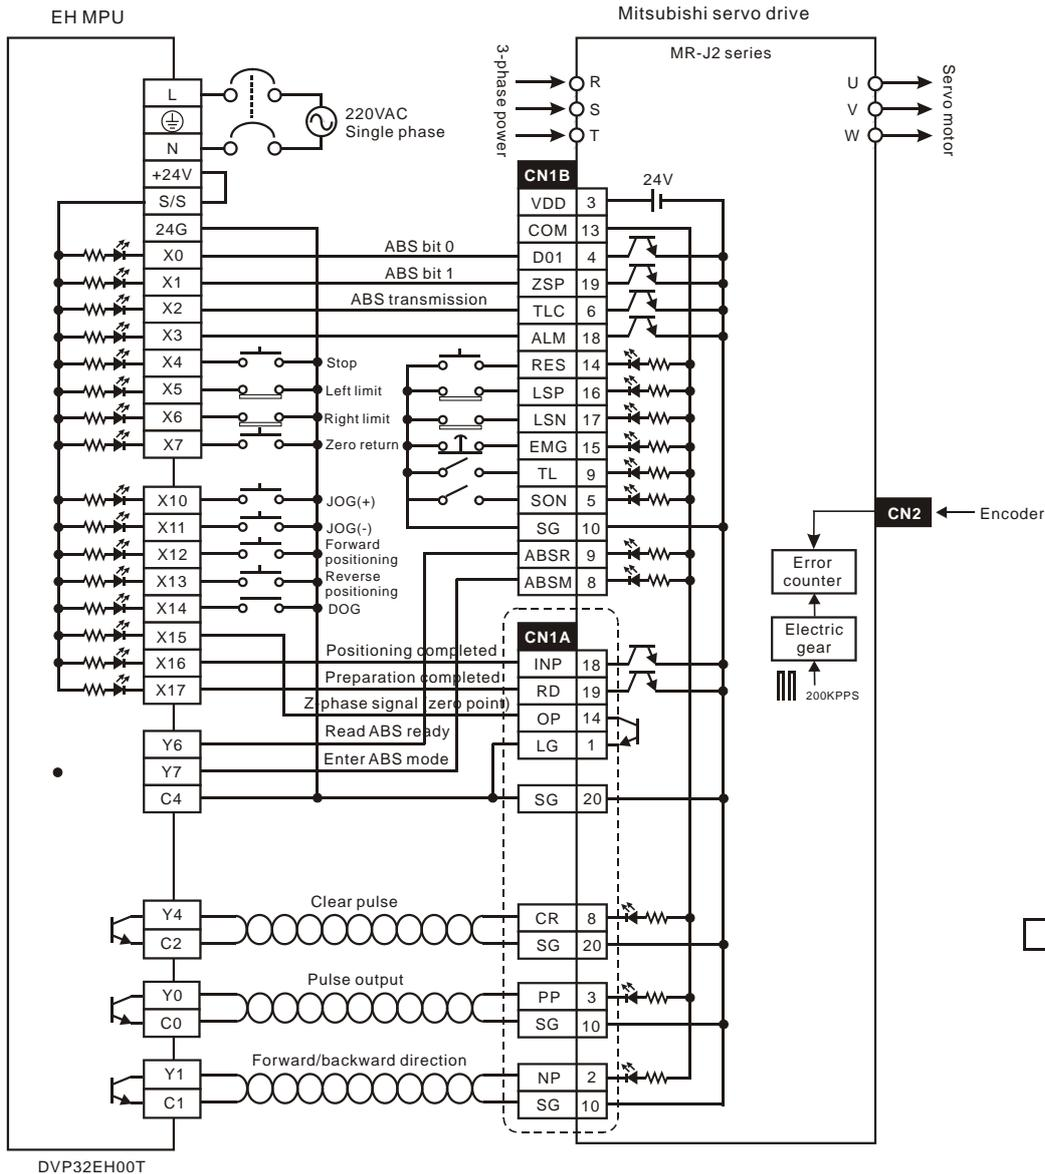 EH MPU
Mitsubishi servo drive
MR-J2 series
3-phase power
R
S
T
U
V
W
Servo motor
L
N
220VAC
Single phase
+24V
S/S
24G
X0
X1
X2
X3
X4
X5
X6
X7
X10
X11
X12
X13
X14
X15
X16
X17
Y6
Y7
C4
Y4
C2
Y0
C0
Y1
C1
ABS bit 0
ABS bit 1
ABS transmission
Stop
Left limit
Right limit
Zero return
JOG(+)
JOG(-)
Forward
positioning
Reverse
positioning
DOG
Positioning completed
Preparation completed
Z-phase signal (zero point)
Read ABS ready
Enter ABS mode
Clear pulse
Pulse output
Forward/backward direction
CN1B
24V
VDD 3
COM 13
D01 4
ZSP 19
TLC 6
ALM 18
RES 14
LSP 16
LSN 17
EMG 15
TL 9
SON 5
SG 10
ABSR 9
ABSM 8
CN1A
INP 18
RD 19
OP 14
LG 1
SG 20
CR 8
SG 20
PP 3
SG 10
NP 2
SG 10
CN2
Encoder
Error
counter
Electric
gear
200KPPS
DVP32EH00T